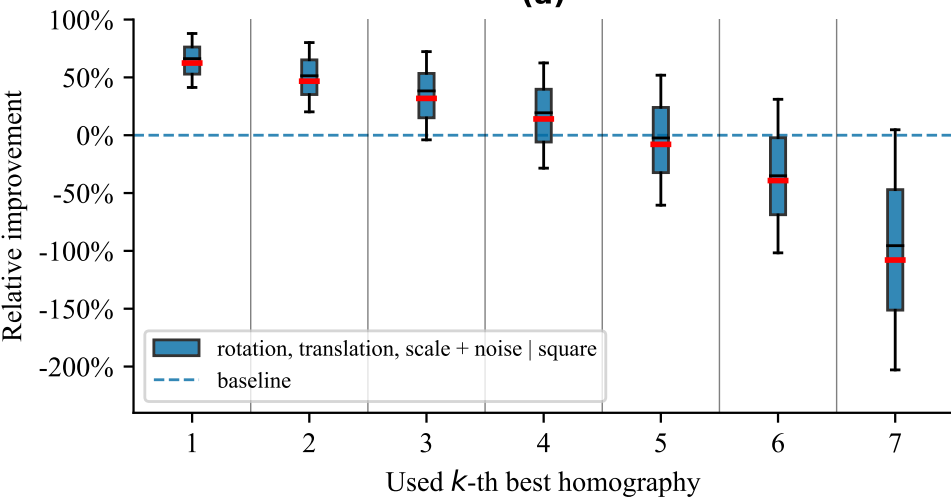 100%
50%
0%
-50%
-100%
-150%
-200%
Relative improvement
rotation, translation, scale + noise | square
baseline
1 2 3 4 5 6 7
Used k-th best homography